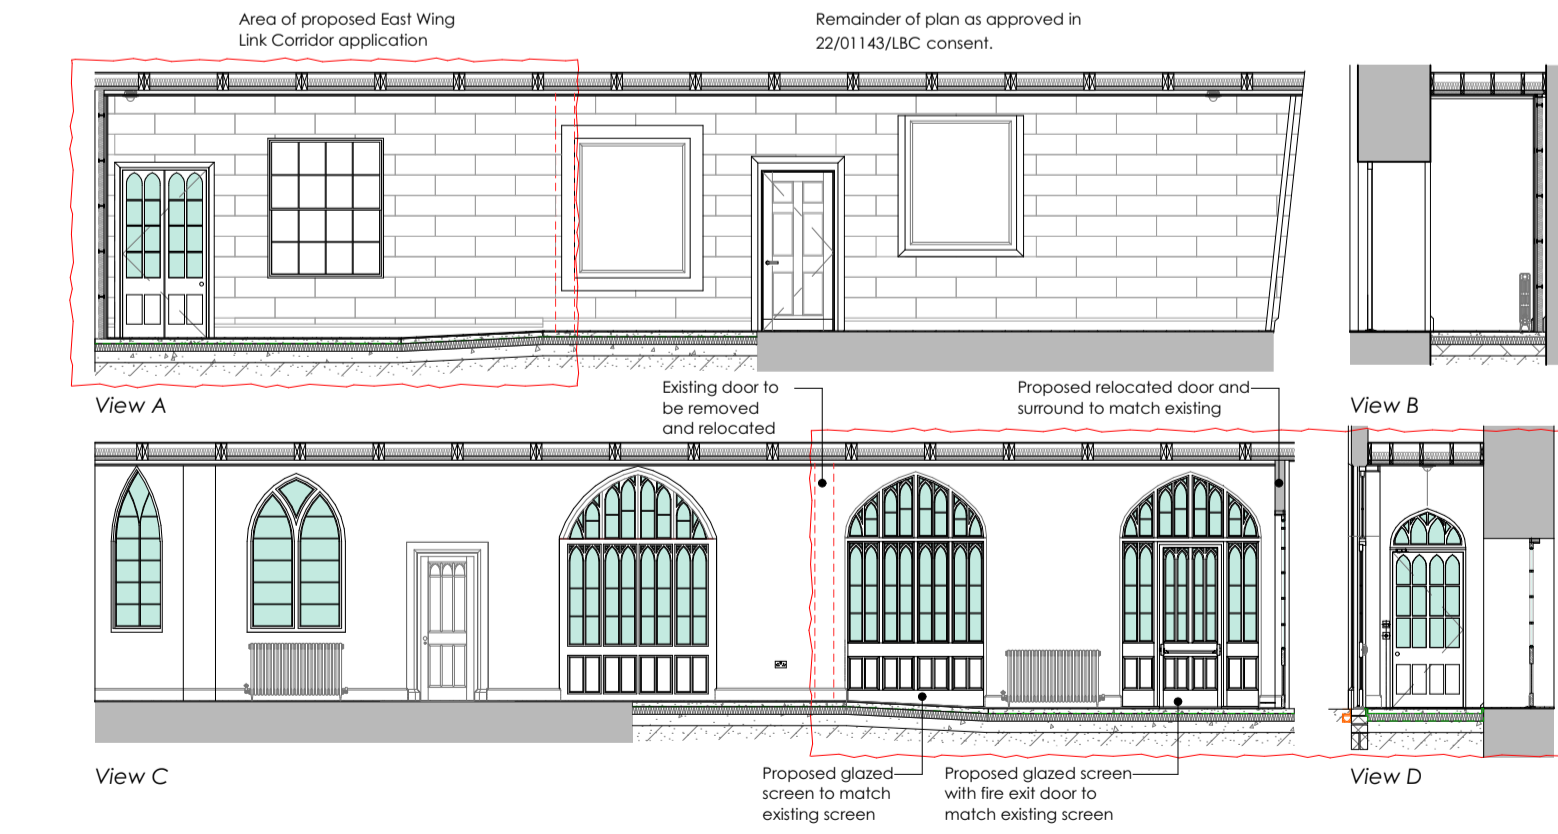 Area of proposed East Wing
Link Corridor application
Remainder of plan as approved in
22/01143/LBC consent.
View A
Existing door to
be removed
and relocated
Proposed relocated door and
surround to match existing
View B
View C
Proposed glazed
screen to match
existing screen
Proposed glazed screen
with fire exit door to
match existing screen
View D